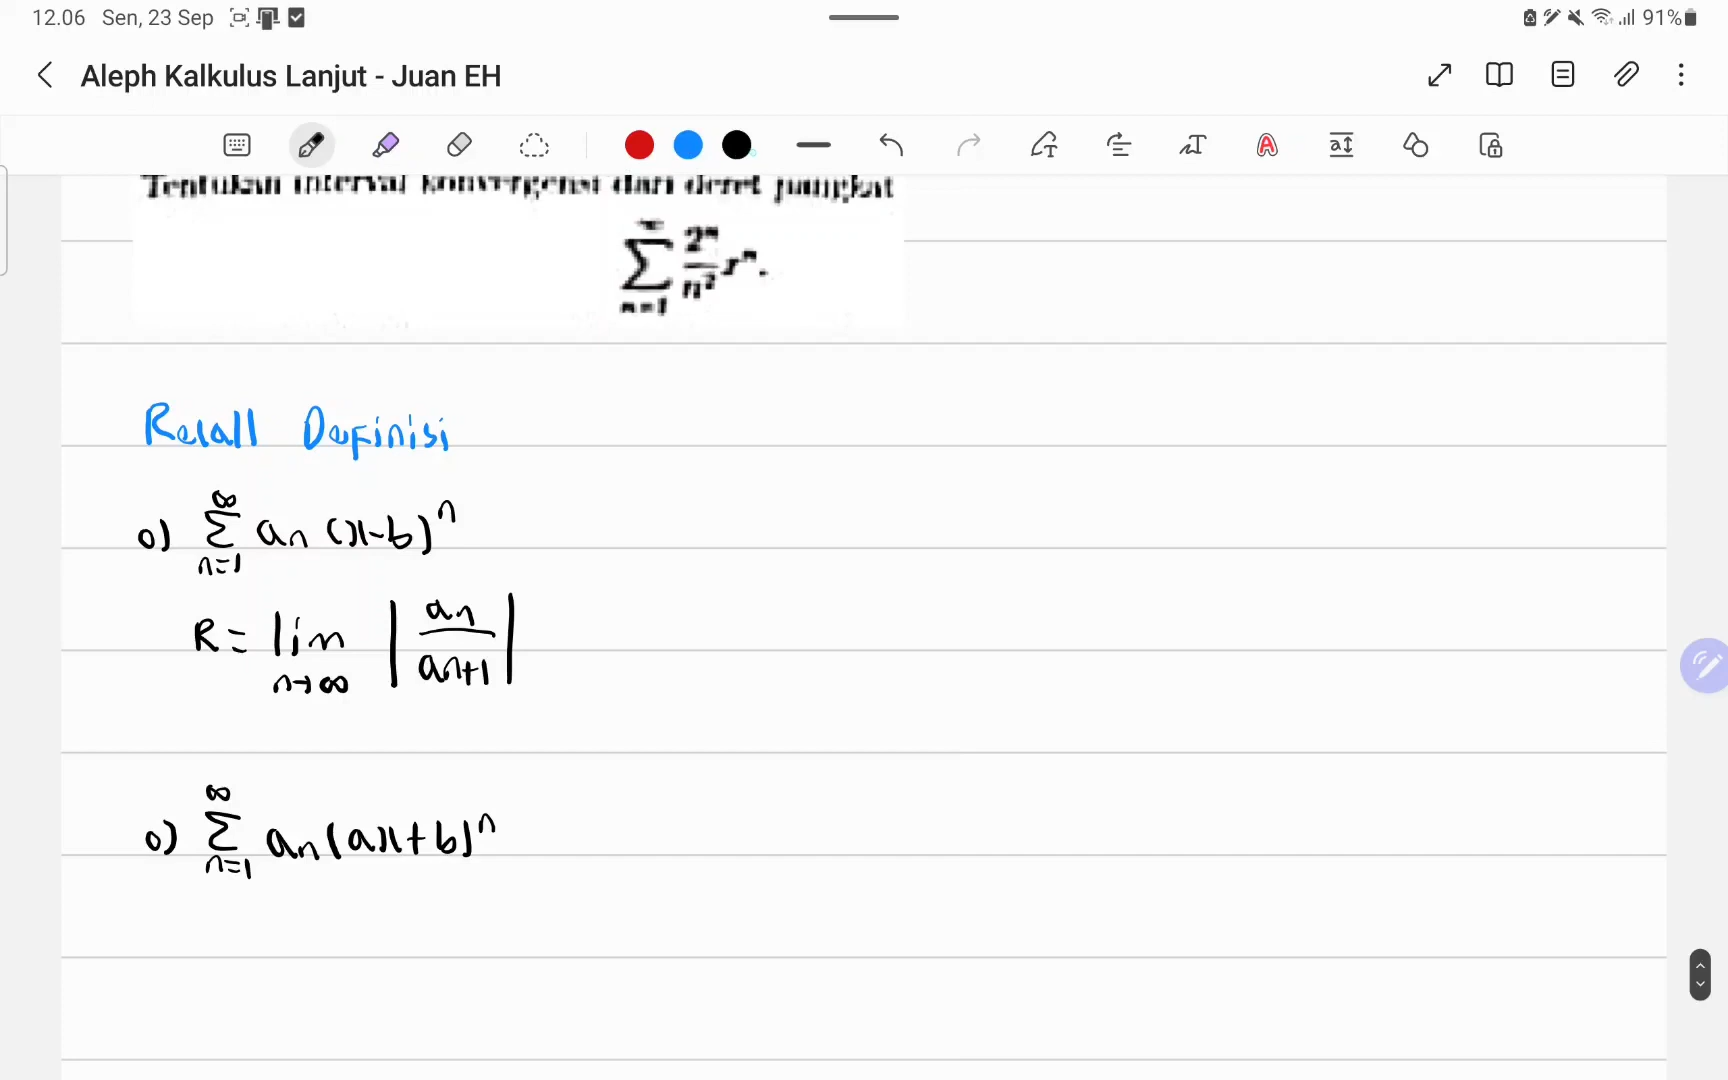 12.06 Sen, 23 Sep 91%
Aleph Kalkulus Lanjut - Juan EH
Tentukan interval konvergensi dari deret pangkat
∞
∑ 2ⁿ/n² xⁿ.
n=1
Recall Definisi
∞
o) ∑ an (x-b)ⁿ
n=1
R = lim | an / an+1 |
n→∞
∞
o) ∑ an (ax+b)ⁿ
n=1